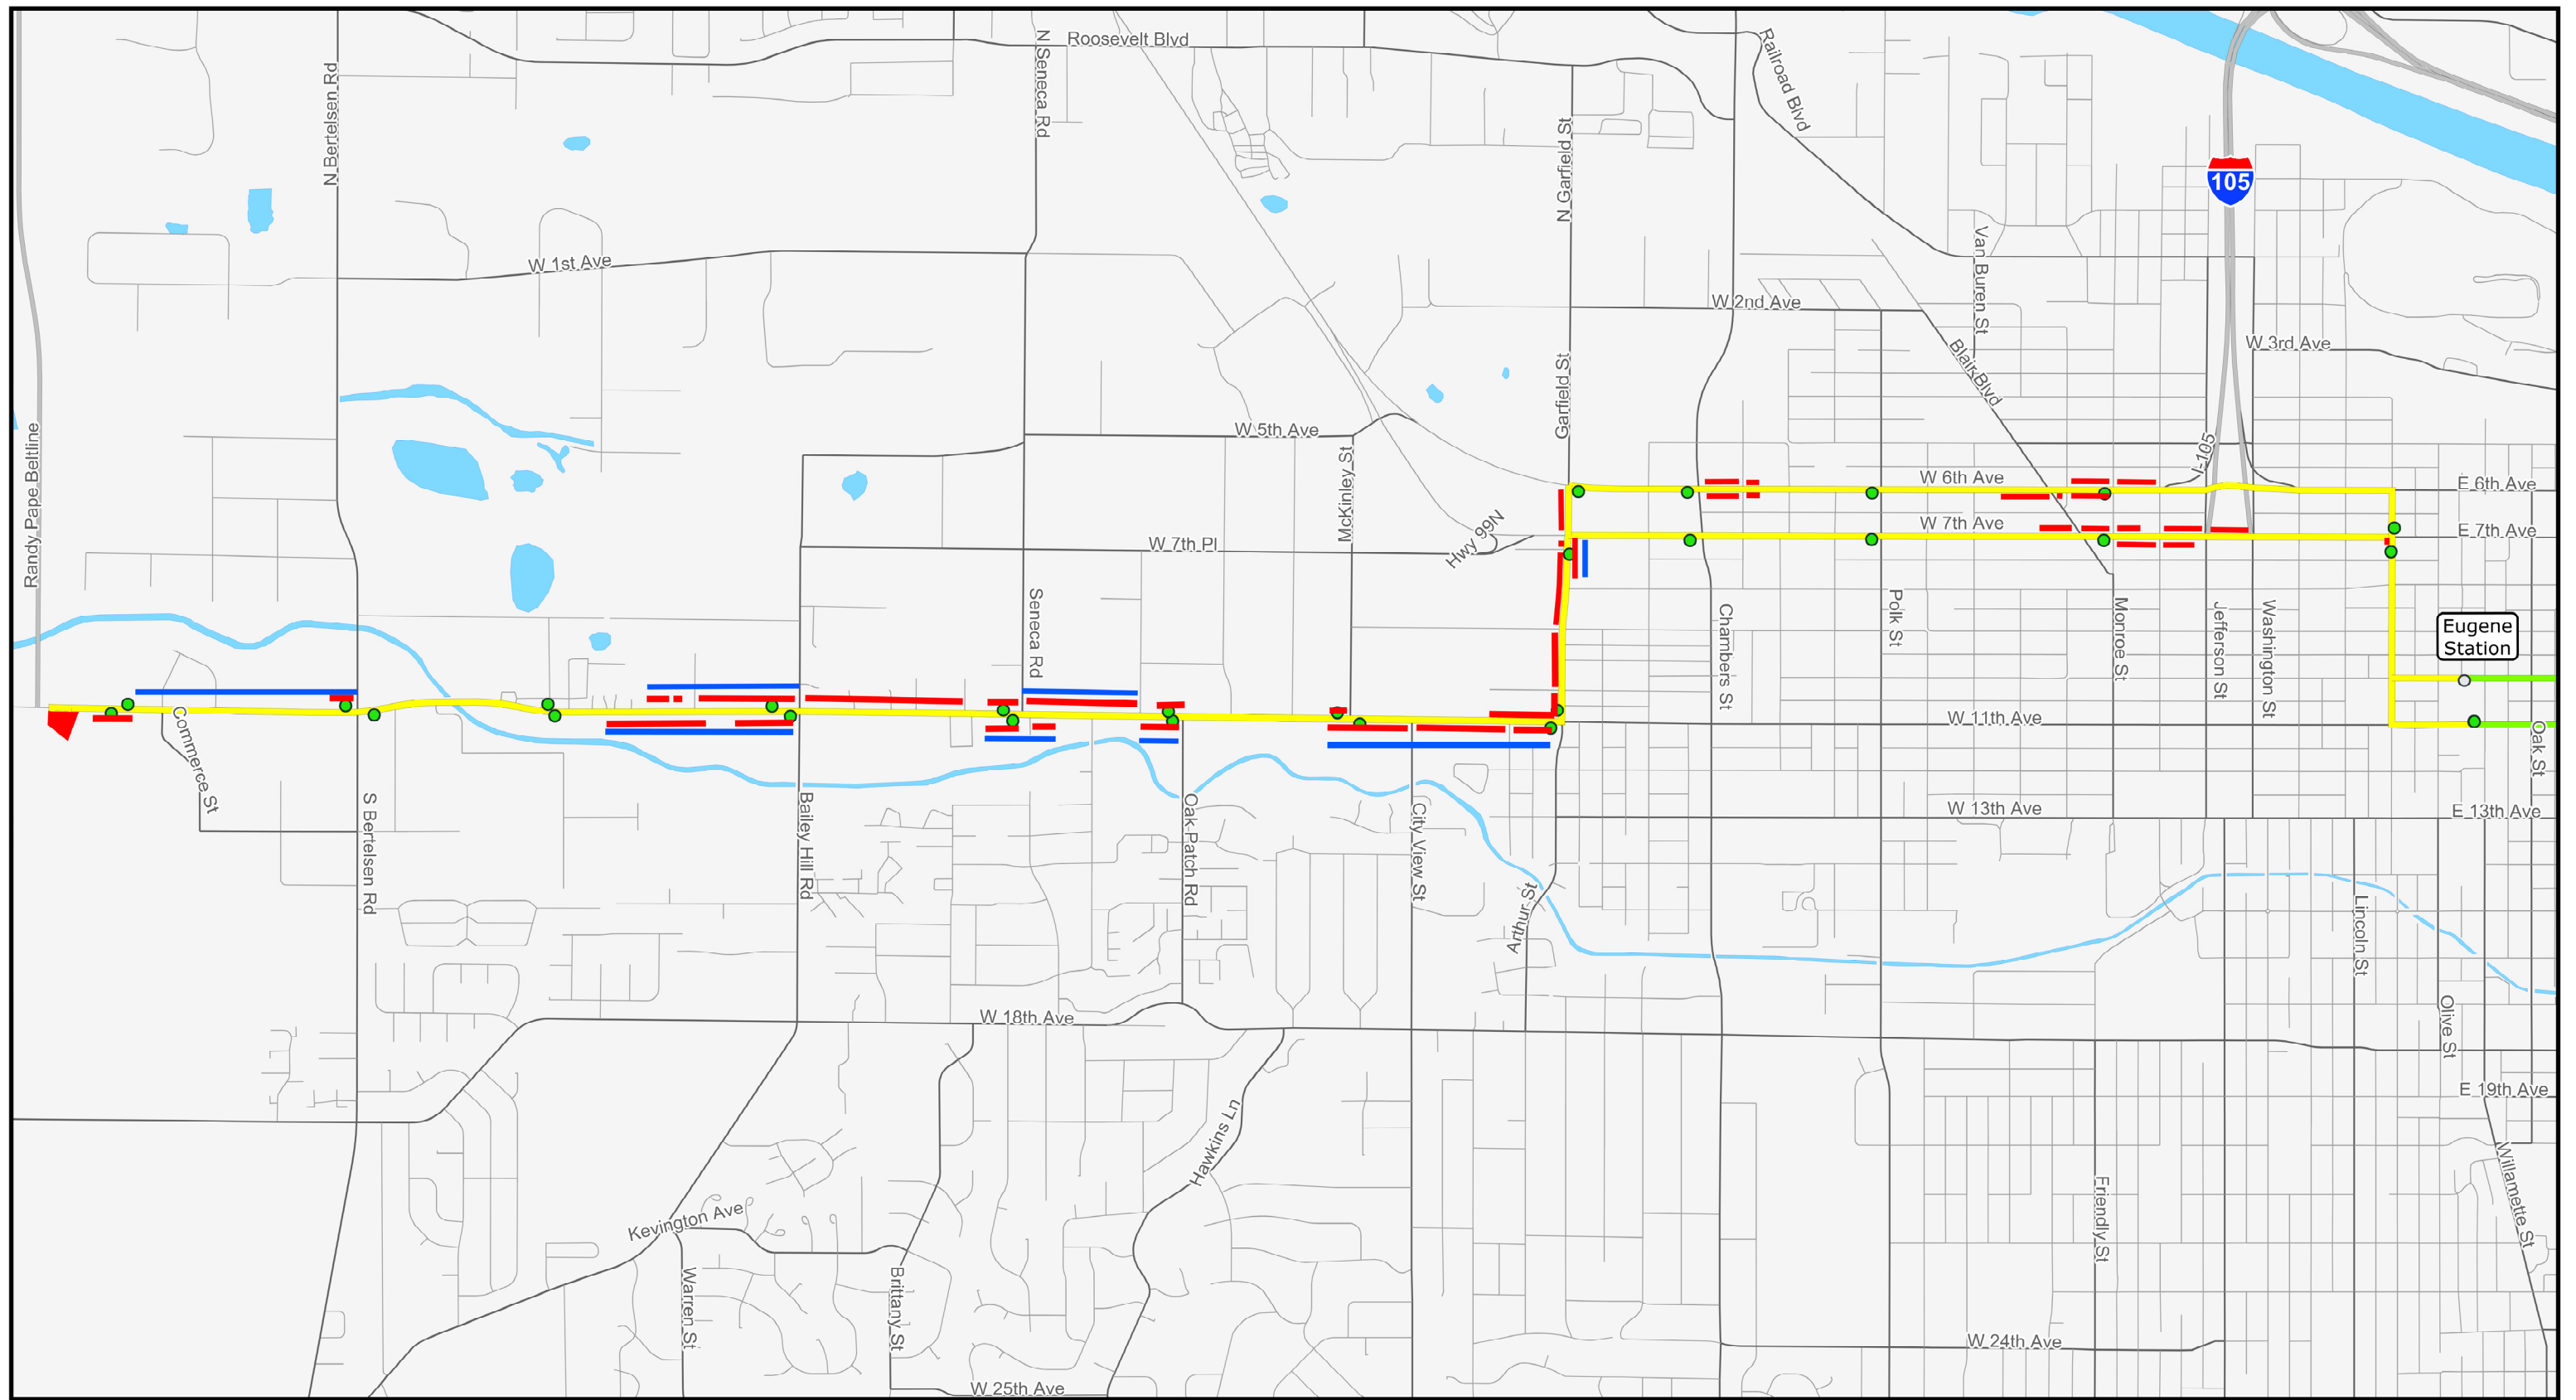 Roosevelt Blvd
N Seneca Rd
Railroad Blvd
N Bertelsen Rd
N Garfield St
105
Van Buren St
W 1st Ave
W 2nd Ave
W 3rd Ave
Blair Blvd
Garfield St
Randy Pape Beltline
W 5th Ave
McKinley St
I-105
W 6th Ave
E 6th Ave
Hwy 99N
W 7th Ave
E 7th Ave
W 7th Pl
Seneca Rd
Chambers St
Polk St
Monroe St
Jefferson St
Washington St
Eugene
Station
Commerce St
W 11th Ave
Oak St
S Bertelsen Rd
Bailey Hill Rd
Oak Patch Rd
City View St
W 13th Ave
E 13th Ave
Arthur St
Lincoln St
Olive St
W 18th Ave
E 19th Ave
Hawkins Ln
Willamette St
Kevington Ave
Friendly St
Warren St
Brittany St
W 24th Ave
W 25th Ave